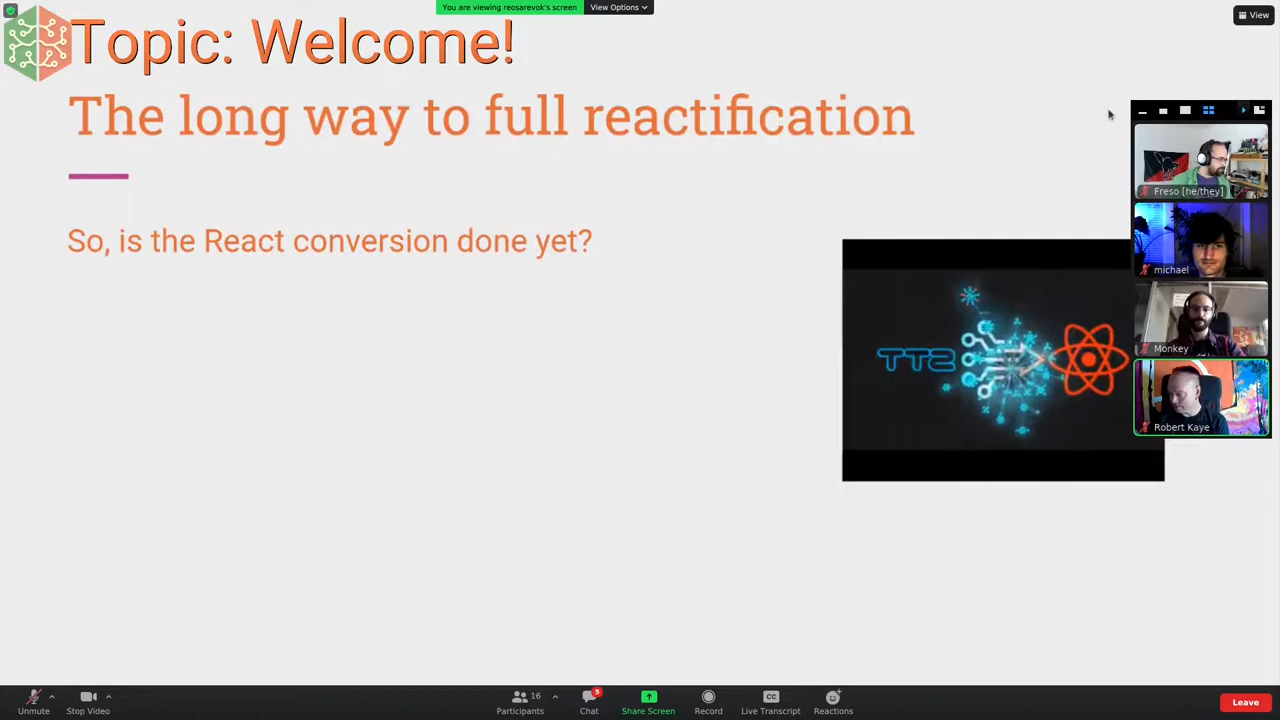 You are viewing reosarevok's screen
View Options
View
Topic: Welcome!
The long way to full reactification
So, is the React conversion done yet?
TT2
Freso [he/they]
michael
Monkey
Robert Kaye
Unmute
Stop Video
16
Participants
5
Chat
Share Screen
Record
CC
Live Transcript
Reactions
Leave